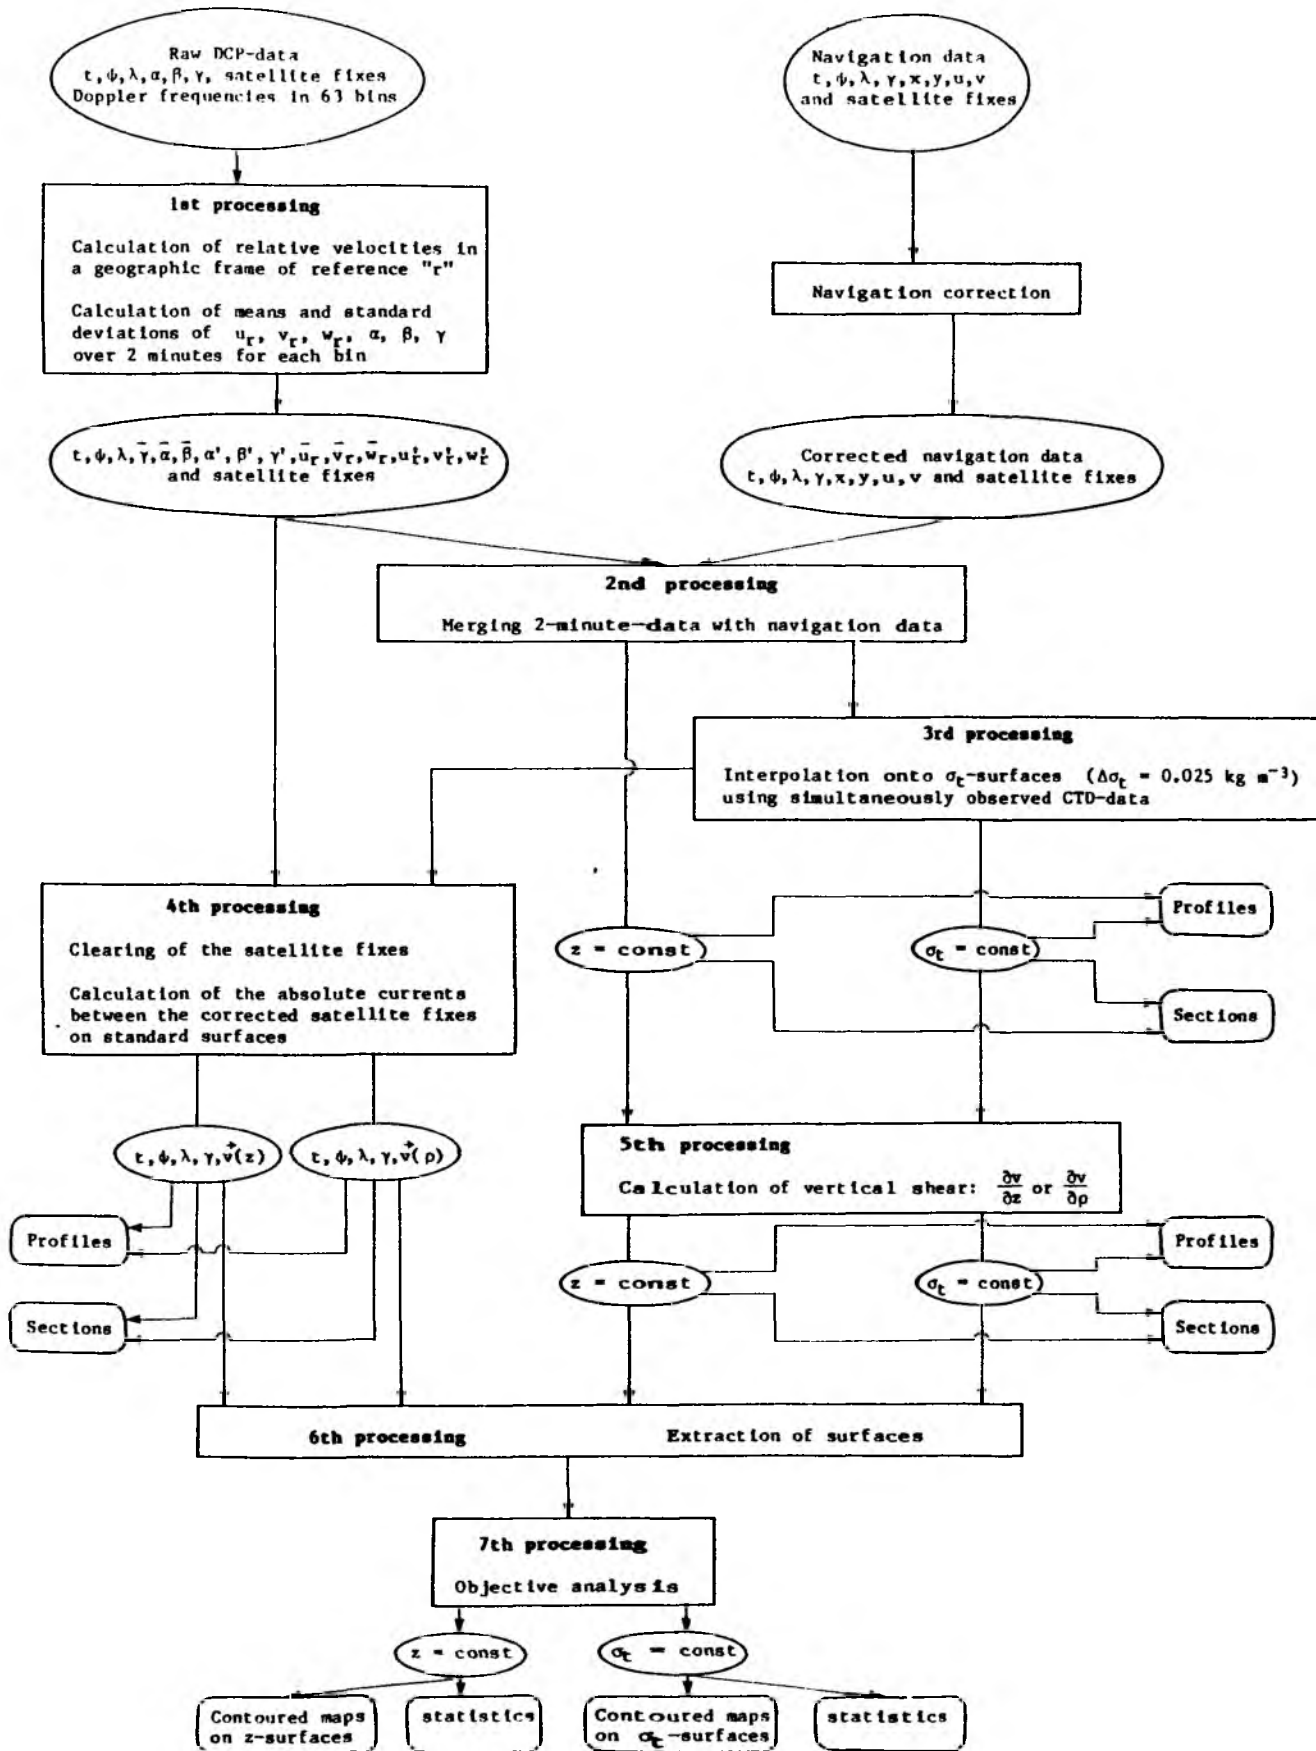 Raw DCP-data
t,ψ,λ,α,β,γ, satellite fixes
Doppler frequencies in 63 bins
Navigation data
t,ψ,λ,γ,x,y,u,v
and satellite fixes
1st processing
Calculation of relative velocities in
a geographic frame of reference "r"
Calculation of means and standard
deviations of u_r, v_r, w_r, α, β, γ
over 2 minutes for each bin
Navigation correction
t,ψ,λ,γ̄,ᾱ,β̄,α',β',γ',ū_r,v̄_r,w̄_r,u'_r,v'_r,w'_r
and satellite fixes
Corrected navigation data
t,ψ,λ,γ,x,y,u,v and satellite fixes
2nd processing
Merging 2-minute-data with navigation data
3rd processing
Interpolation onto σ_t-surfaces (Δσ_t = 0.025 kg m⁻³)
using simultaneously observed CTD-data
4th processing
Clearing of the satellite fixes
Calculation of the absolute currents
between the corrected satellite fixes
on standard surfaces
z = const
σ_t = const
Profiles
Sections
t,ψ,λ,γ,v⃗(z)
t,ψ,λ,γ,v⃗(ρ)
5th processing
Calculation of vertical shear: ∂v/∂z or ∂v/∂ρ
Profiles
Sections
z = const
σ_t = const
Profiles
Sections
6th processing Extraction of surfaces
7th processing
Objective analysis
z = const
σ_t = const
Contoured maps
on z-surfaces
statistics
Contoured maps
on σ_t-surfaces
statistics